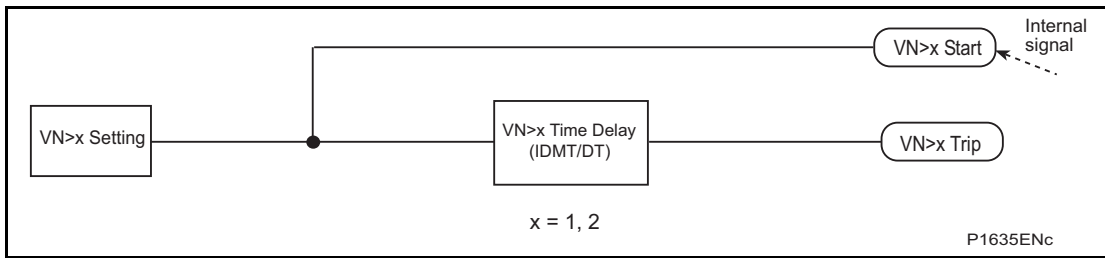 Internal
signal
VN>x Start
VN>x Setting
VN>x Time Delay
(IDMT/DT)
VN>x Trip
x = 1, 2
P1635ENc